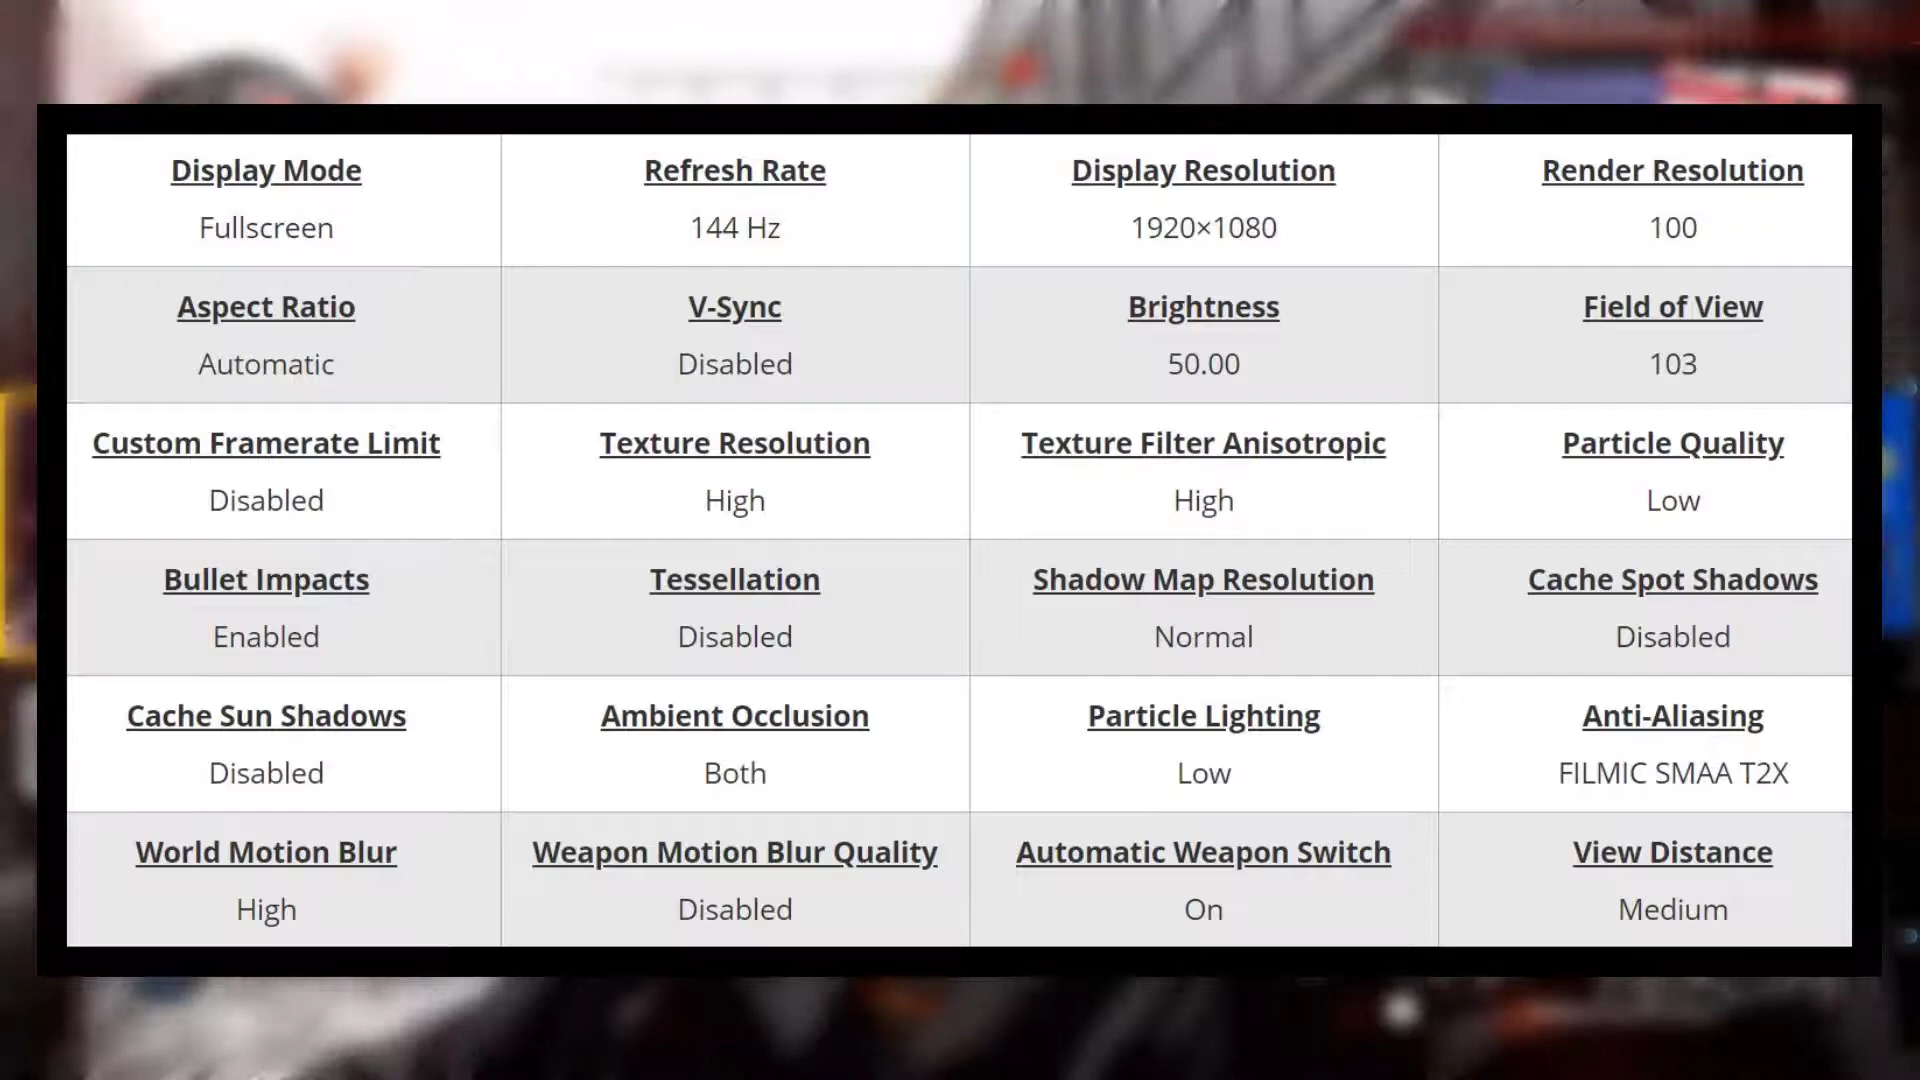 Display Mode Refresh Rate Display Resolution Render Resolution
Fullscreen 144 Hz 1920×1080 100
Aspect Ratio V-Sync Brightness Field of View
Automatic Disabled 50.00 103
Custom Framerate Limit Texture Resolution Texture Filter Anisotropic Particle Quality
Disabled High High Low
Bullet Impacts Tessellation Shadow Map Resolution Cache Spot Shadows
Enabled Disabled Normal Disabled
Cache Sun Shadows Ambient Occlusion Particle Lighting Anti-Aliasing
Disabled Both Low FILMIC SMAA T2X
World Motion Blur Weapon Motion Blur Quality Automatic Weapon Switch View Distance
High Disabled On Medium